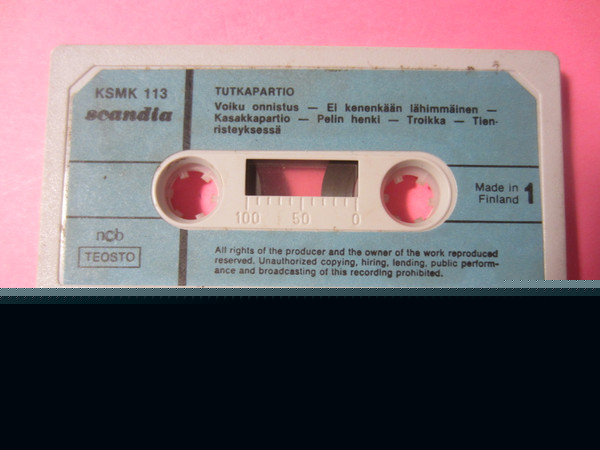 KSMK 113
scandia
TUTKAPARTIO
Voiku onnistus — Ei kenenkään lähimmäinen —
Kasakkapartio — Pelin henki — Troikka — Tien-
risteyksessä
Made in
Finland
1
100 50 0
ncb
TEOSTO
All rights of the producer and the owner of the work reproduced
reserved. Unauthorized copying, hiring, lending, public perform-
ance and broadcasting of this recording prohibited.